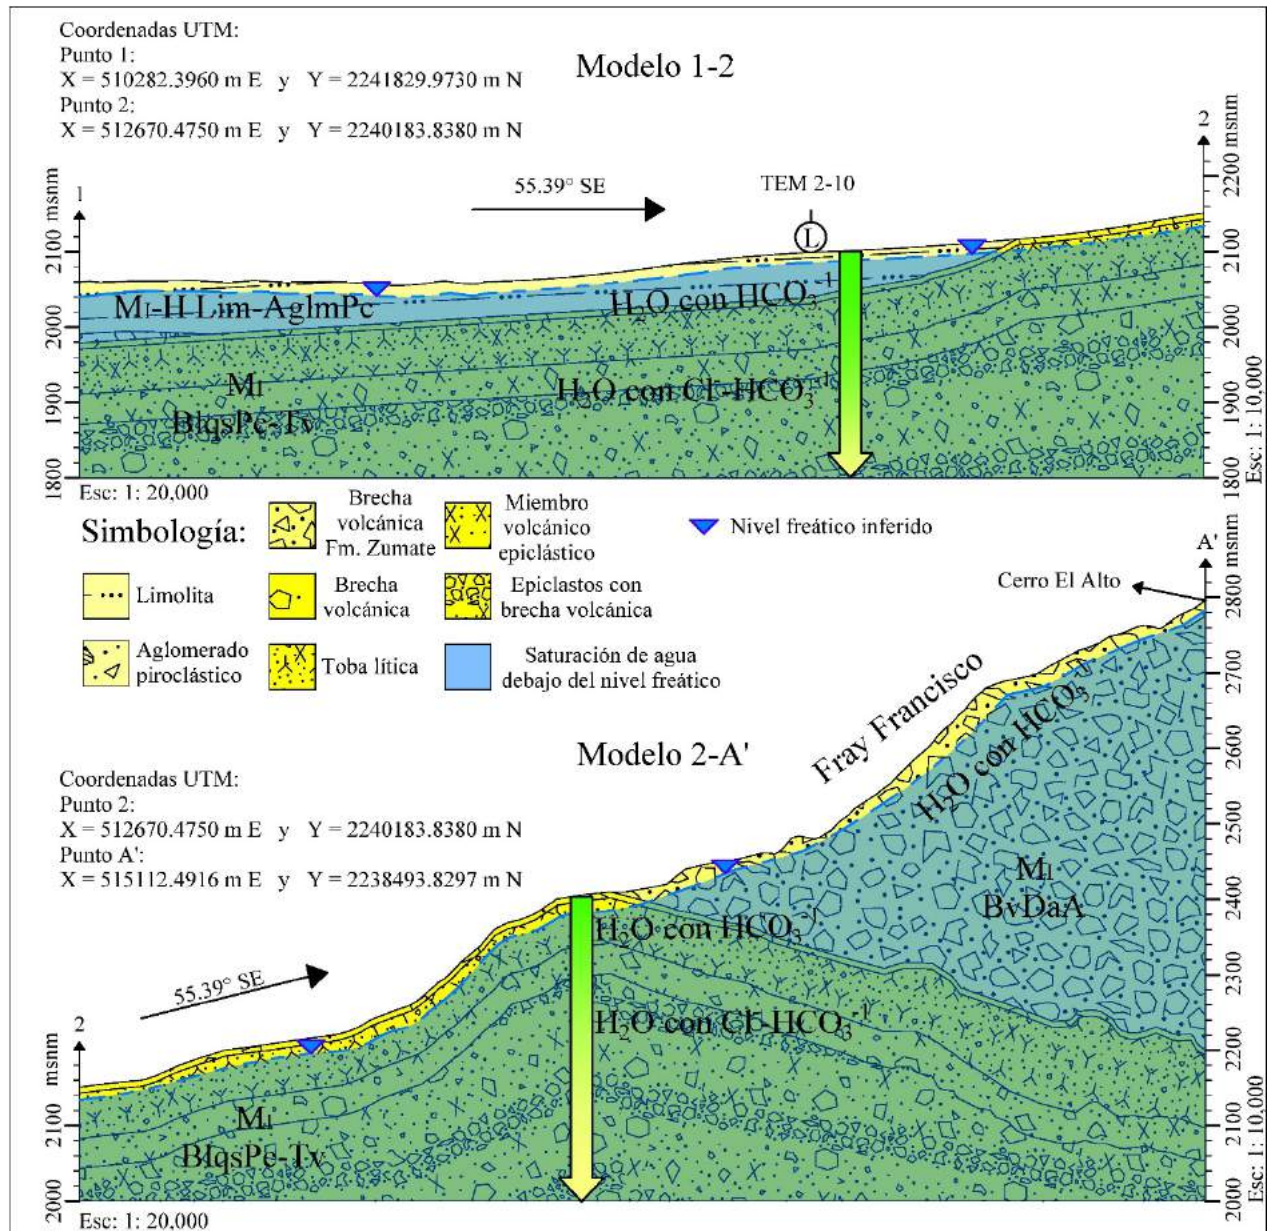 Coordenadas UTM:
Punto 1:
X = 510282.3960 m E y Y = 2241829.9730 m N
Punto 2:
X = 512670.4750 m E y Y = 2240183.8380 m N
Modelo 1-2
1
msnm
2100
2000
1900
1800
55.39° SE
TEM 2-10
L
2
2200 msnm
2100
2000
1900
1800
MI-H Lim-AglmPc
H2O con HCO3-1
MI
BlqsPc-Tv
H2O con Cl-HCO3-1
Esc: 1: 20,000
Esc: 1: 10,000
Simbología:
Limolita
Aglomerado
piroclástico
Brecha
volcánica
Fm. Zumate
Brecha
volcánica
Toba lítica
Miembro
volcánico
epiclástico
Epiclastos con
brecha volcánica
Saturación de agua
debajo del nivel freático
Nivel freático inferido
Modelo 2-A'
Coordenadas UTM:
Punto 2:
X = 512670.4750 m E y Y = 2240183.8380 m N
Punto A':
X = 515112.4916 m E y Y = 2238493.8297 m N
A'
msnm
Cerro El Alto
2800
2700
2600
2500
2400
2300
2200
2100
2000
Fray Francisco
H2O con HCO3-1
MI
BvDaA
H2O con HCO3-1
H2O con Cl-HCO3-1
55.39° SE
2
msnm
2100
2000
MI
BlqsPc-Tv
Esc: 1: 20,000
Esc: 1: 10,000